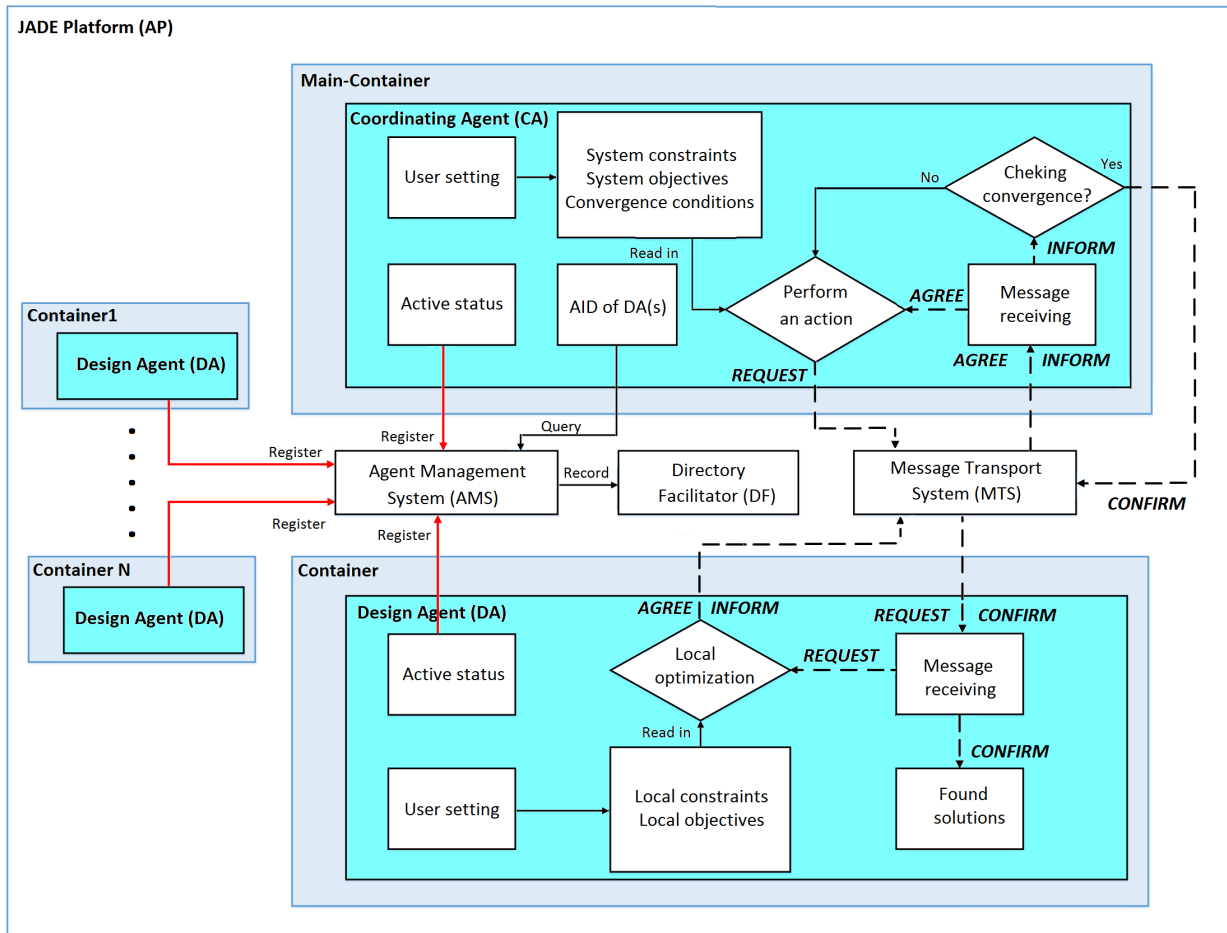 JADE Platform (AP)
Main-Container
Coordinating Agent (CA)
User setting
System constraints
System objectives
Convergence conditions
Cheking
convergence?
Yes
No
Read in
INFORM
Active status
AID of DA(s)
Perform
an action
AGREE
Message
receiving
REQUEST
AGREE
INFORM
Container1
Design Agent (DA)
Register
Register
Query
Agent Management
System (AMS)
Record
Directory
Facilitator (DF)
Message Transport
System (MTS)
CONFIRM
Register
Register
Container N
Design Agent (DA)
Container
Design Agent (DA)
AGREE
INFORM
REQUEST
CONFIRM
Active status
Local
optimization
REQUEST
Message
receiving
Read in
CONFIRM
User setting
Local constraints
Local objectives
Found
solutions